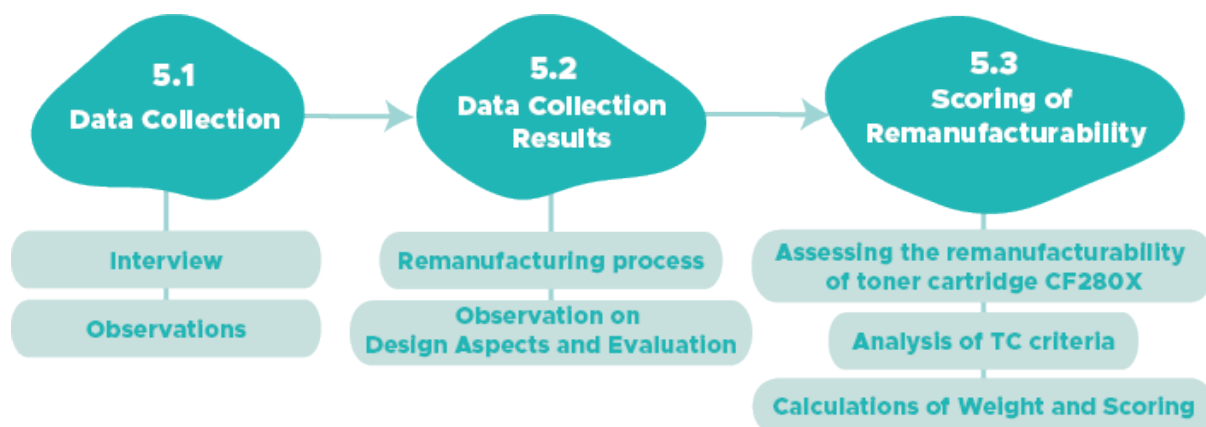 5.1
Data Collection
Interview
Observations
5.2
Data Collection
Results
Remanufacturing process
Observation on
Design Aspects and Evaluation
5.3
Scoring of
Remanufacturability
Assessing the remanufacturability
of toner cartridge CF280X
Analysis of TC criteria
Calculations of Weight and Scoring